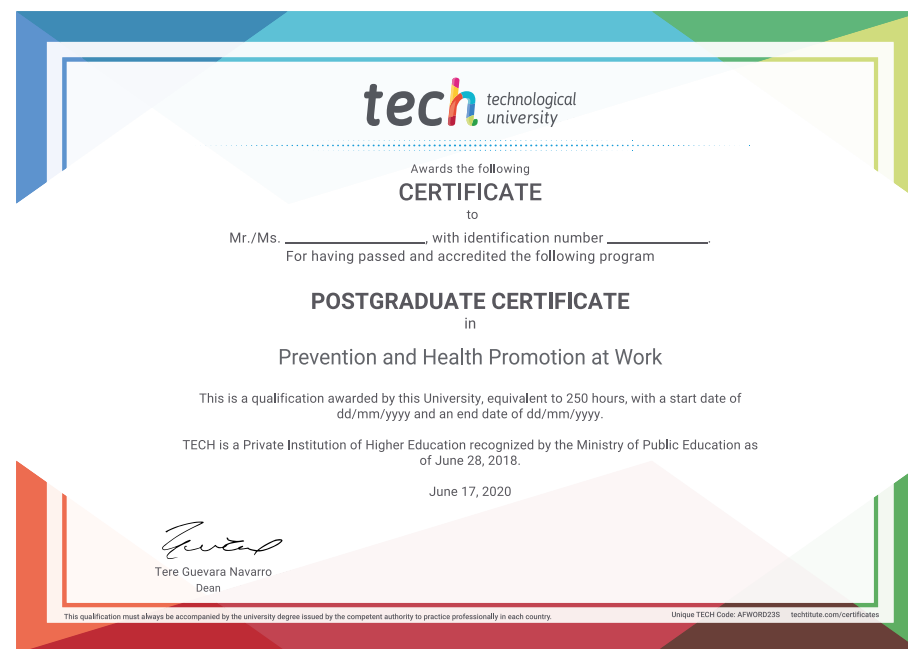 tech technological
university
Awards the following
CERTIFICATE
to
Mr./Ms. ____________________, with identification number ______________.
For having passed and accredited the following program
POSTGRADUATE CERTIFICATE
in
Prevention and Health Promotion at Work
This is a qualification awarded by this University, equivalent to 250 hours, with a start date of
dd/mm/yyyy and an end date of dd/mm/yyyy.
TECH is a Private Institution of Higher Education recognized by the Ministry of Public Education as
of June 28, 2018.
June 17, 2020
Tere Guevara Navarro
Dean
This qualification must always be accompanied by the university degree issued by the competent authority to practice professionally in each country.
Unique TECH Code: AFWORD23S techtitute.com/certificates